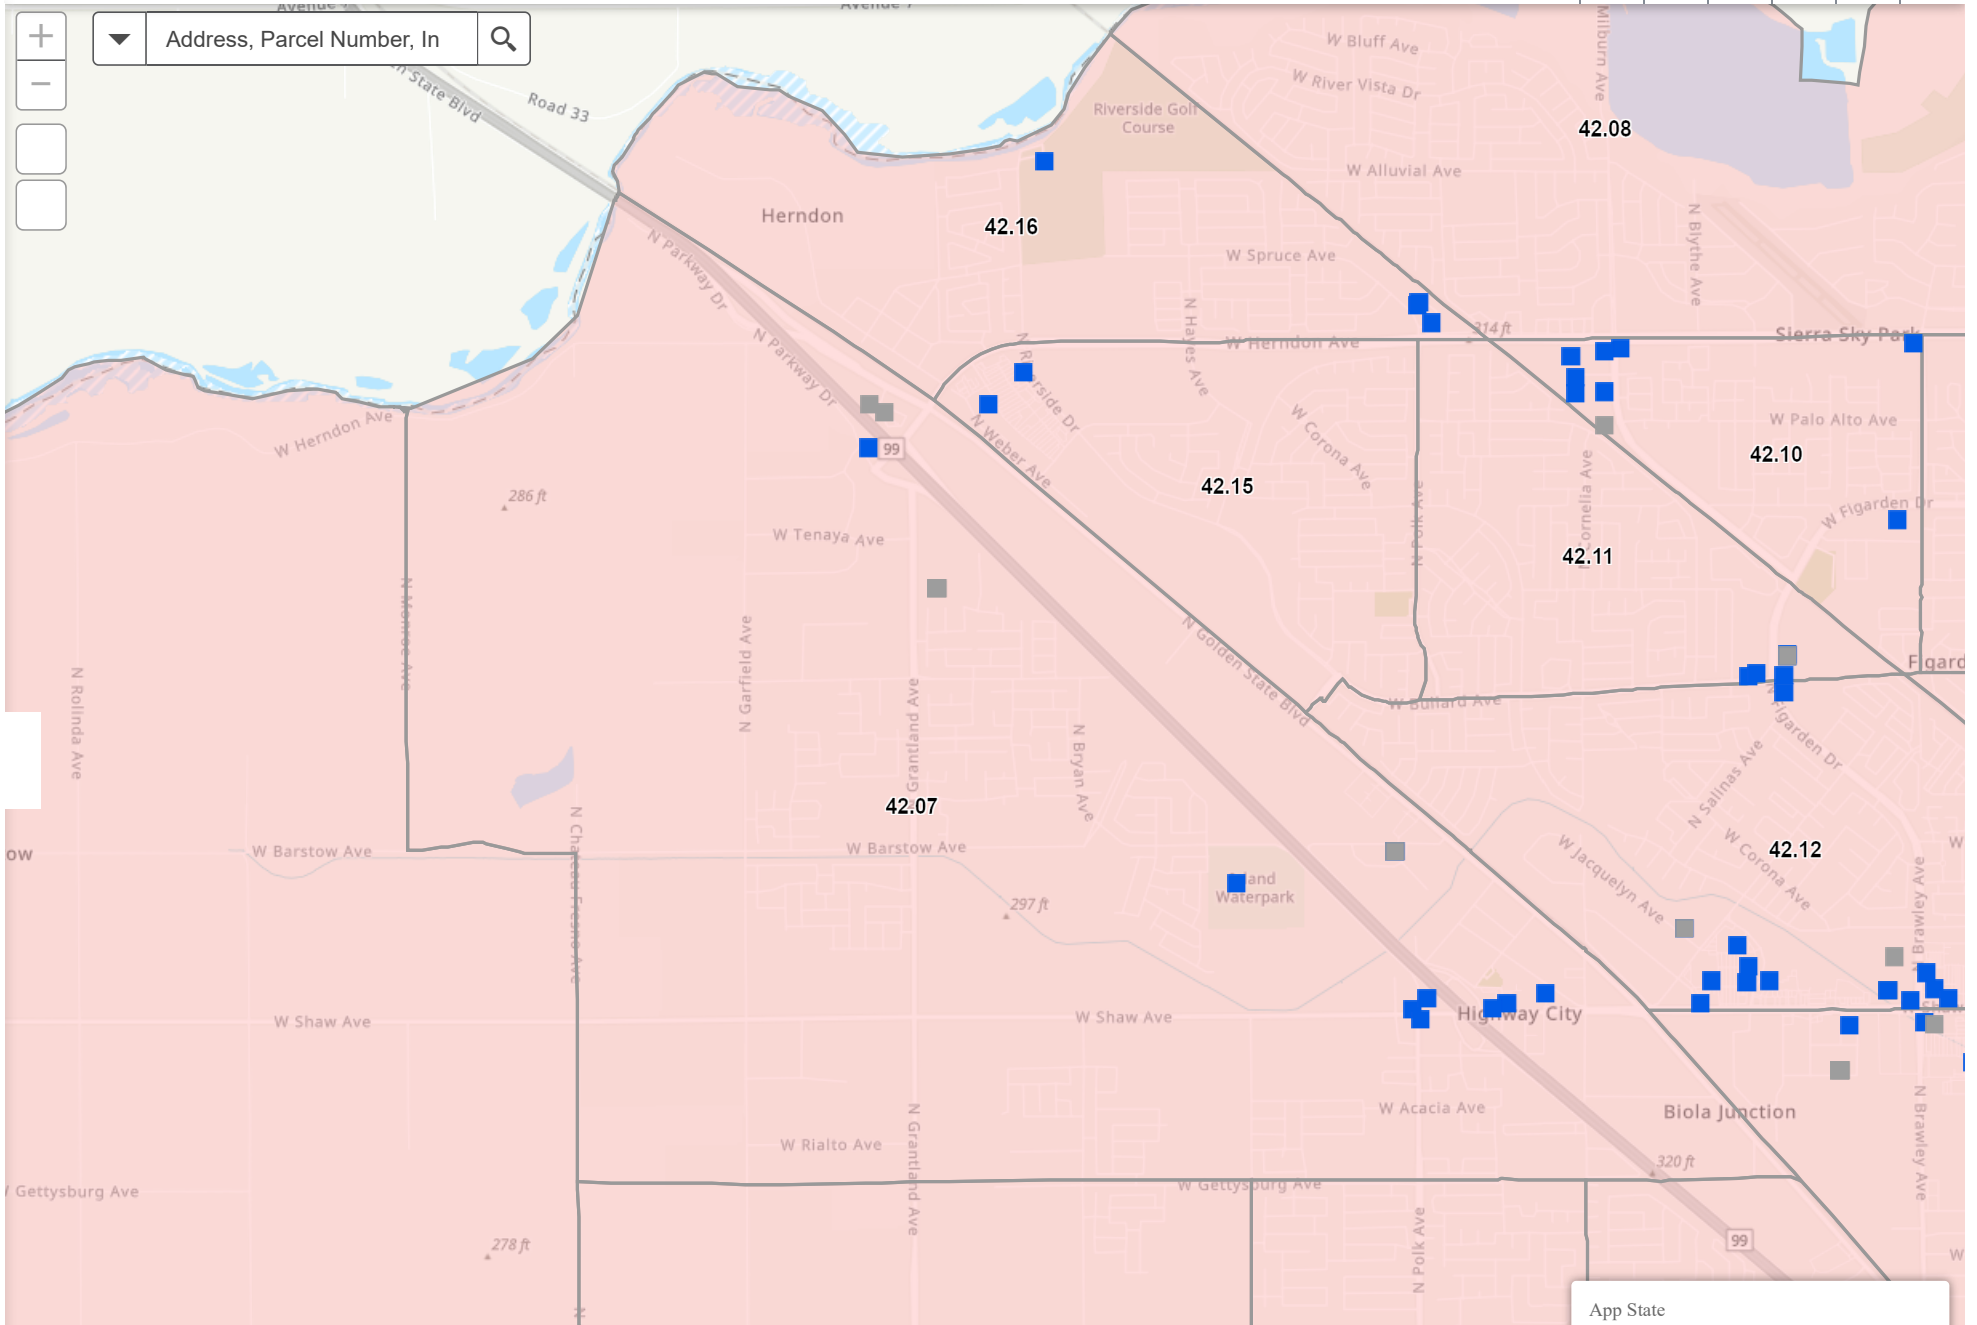 Avenue 7
Address, Parcel Number, In
State Blvd
Road 33
W Bluff Ave
Milburn Ave
W River Vista Dr
Riverside Golf
Course
42.08
W Alluvial Ave
Herndon
42.16
N Parkway Dr
W Spruce Ave
N Blythe Ave
N Hayes Ave
314 ft
Sierra Sky Park
W Herndon Ave
N Parkway Dr
N Riverside Dr
W Herndon Ave
N Weber Ave
W Corona Ave
W Palo Alto Ave
99
42.10
42.15
286 ft
N Polk Ave
N Cornelia Ave
W Figarden Dr
W Tenaya Ave
42.11
N Monroe Ave
N Rolinda Ave
N Garfield Ave
N Golden State Blvd
Figard
N Grantland Ave
W Bullard Ave
N Figarden Dr
N Bryan Ave
N Salinas Ave
42.07
ow
W Barstow Ave
W Barstow Ave
N Chateau Fresno Ave
W Jacquelyn Ave
W Corona Ave
42.12
N Brawley Ave
land
Waterpark
297 ft
W Shaw Ave
W Shaw Ave
Highway City
W Acacia Ave
Biola Junction
N Grantland Ave
W Rialto Ave
N Brawley Ave
320 ft
W Gettysburg Ave
W Gettysburg Ave
N Polk Ave
278 ft
99
App State